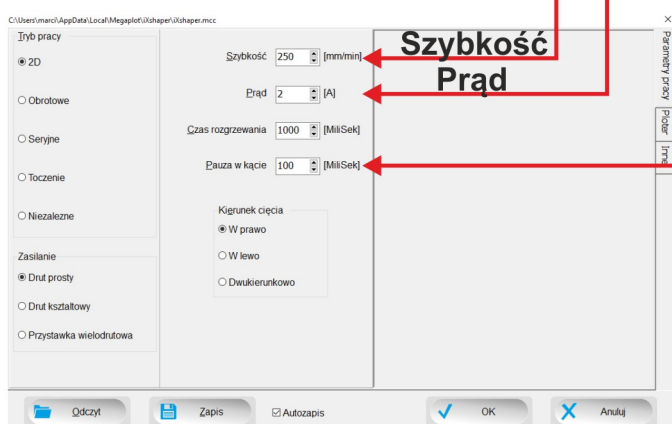 C:\Users\marci\AppData\Local\Megaplot\iXshaper\iXshaper.mcc
Tryb pracy
2D
Obrotowe
Seryjne
Toczenie
Niezalezne
Zasilanie
Drut prosty
Drut kształtowy
Przystawka wielodrutowa
Szybkość 250 [mm/min]
Prąd 2 [A]
Czas rozgrzewania 1000 [MiliSek]
Pauza w kącie 100 [MiliSek]
Kierunek cięcia
W prawo
W lewo
Dwukierunkowo
Szybkość
Prąd
Parametry pracy
Ploter
Inne
Odczyt
Zapis
Autozapis
OK
Anuluj